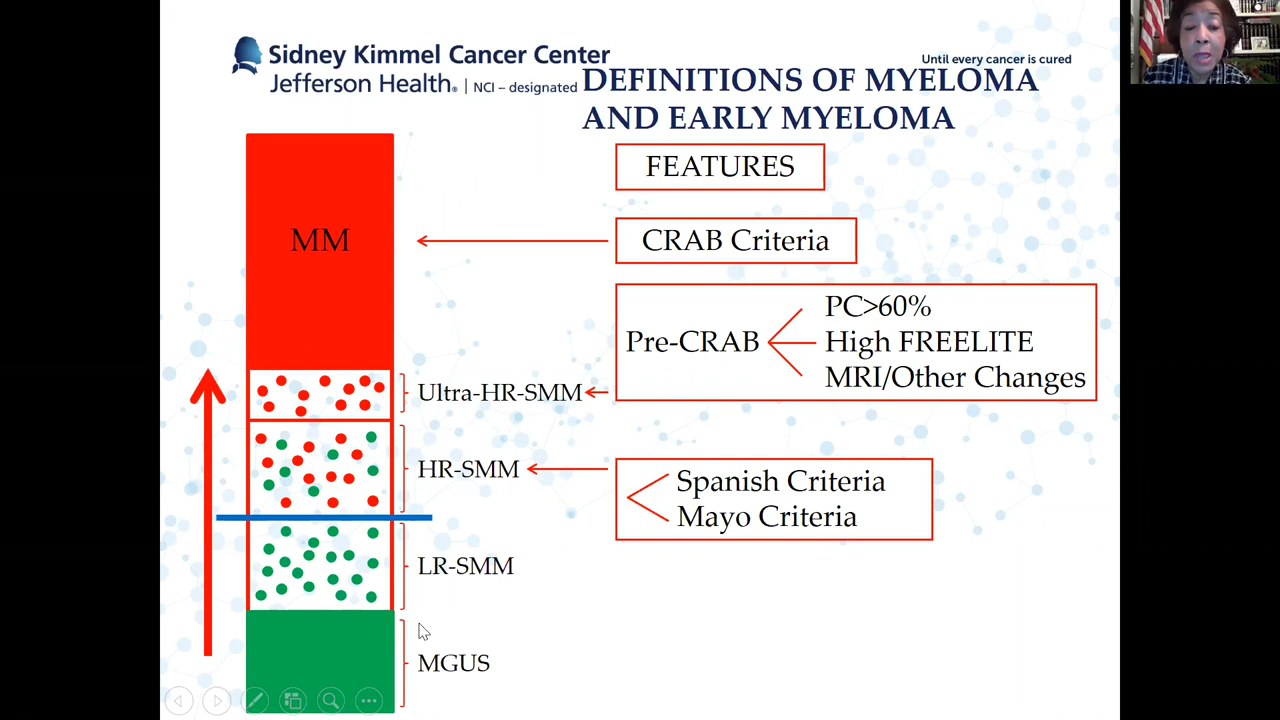 Sidney Kimmel Cancer Center
Jefferson Health® | NCI – designated
Until every cancer is cured
DEFINITIONS OF MYELOMA
AND EARLY MYELOMA
FEATURES
MM
CRAB Criteria
Pre-CRAB
PC>60%
High FREELITE
MRI/Other Changes
Ultra-HR-SMM
HR-SMM
Spanish Criteria
Mayo Criteria
LR-SMM
MGUS